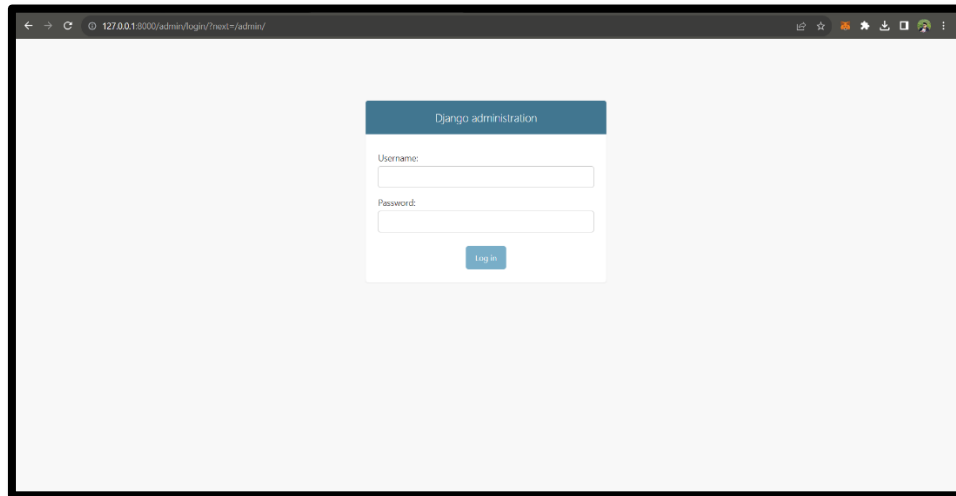 127.0.0.1:8000/admin/login/?next=/admin/
Django administration
Username:
Password:
Log in